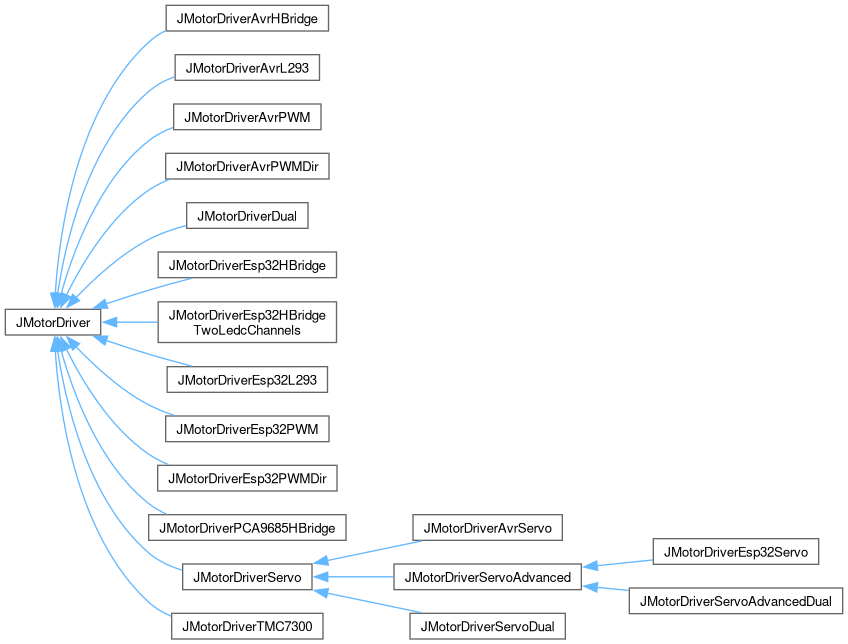 JMotorDriverAvrHBridge
JMotorDriverAvrL293
JMotorDriverAvrPWM
JMotorDriverAvrPWMDir
JMotorDriverDual
JMotorDriverEsp32HBridge
JMotorDriver
JMotorDriverEsp32HBridge
TwoLedcChannels
JMotorDriverEsp32L293
JMotorDriverEsp32PWM
JMotorDriverEsp32PWMDir
JMotorDriverPCA9685HBridge
JMotorDriverAvrServo
JMotorDriverEsp32Servo
JMotorDriverServo
JMotorDriverServoAdvanced
JMotorDriverServoAdvancedDual
JMotorDriverTMC7300
JMotorDriverServoDual